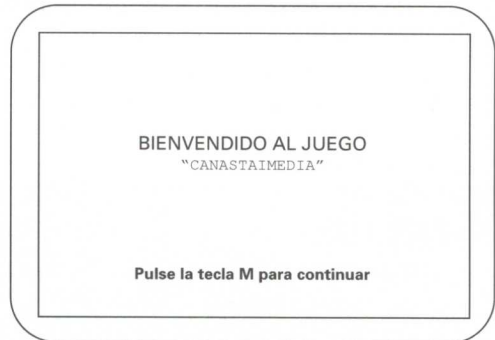 BIENVENDIDO AL JUEGO
“CANASTAIMEDIA”
Pulse la tecla M para continuar